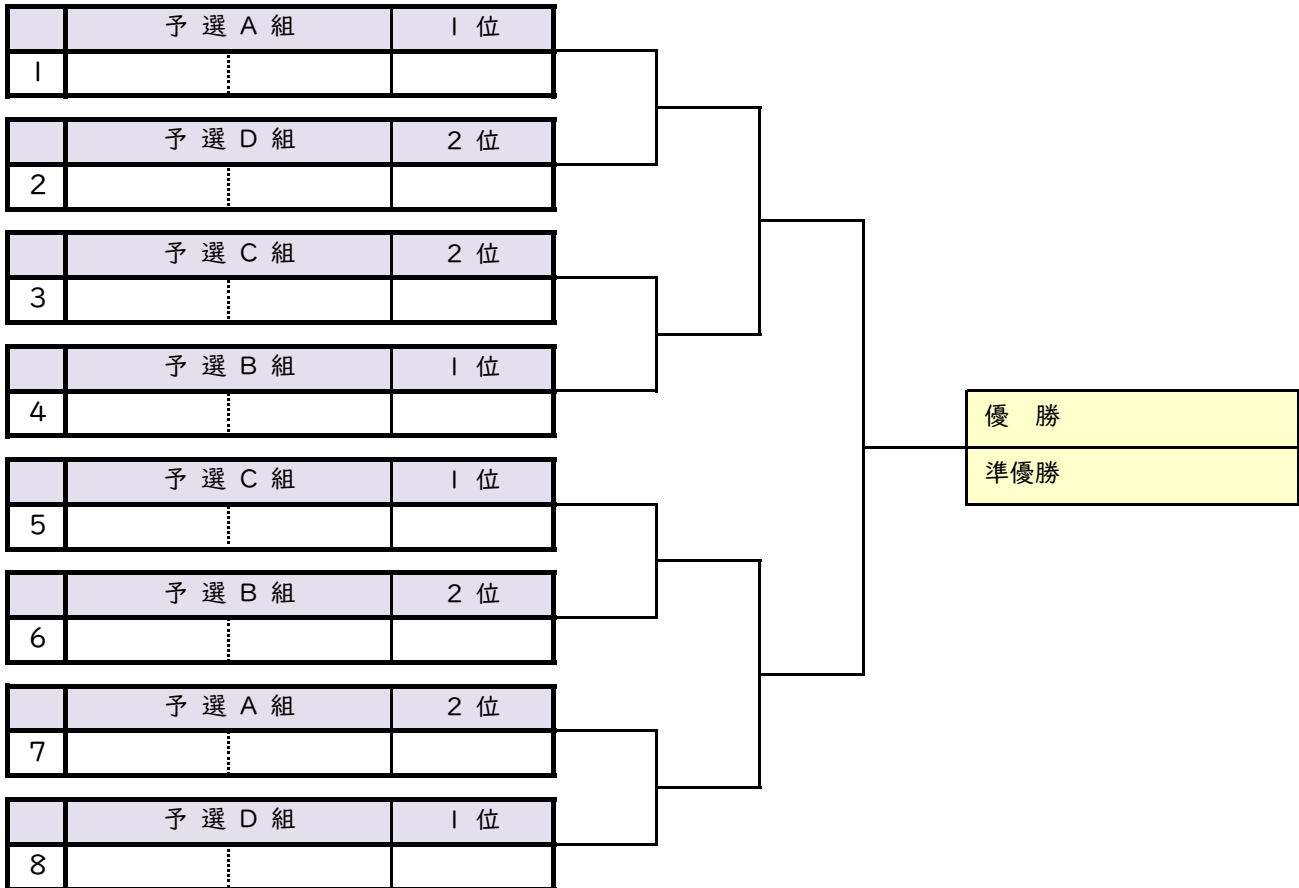 予選A組 1位
1
予選D組 2位
2
予選C組 2位
3
予選B組 1位
4
予選C組 1位
5
予選B組 2位
6
予選A組 2位
7
予選D組 1位
8
優　勝
準優勝